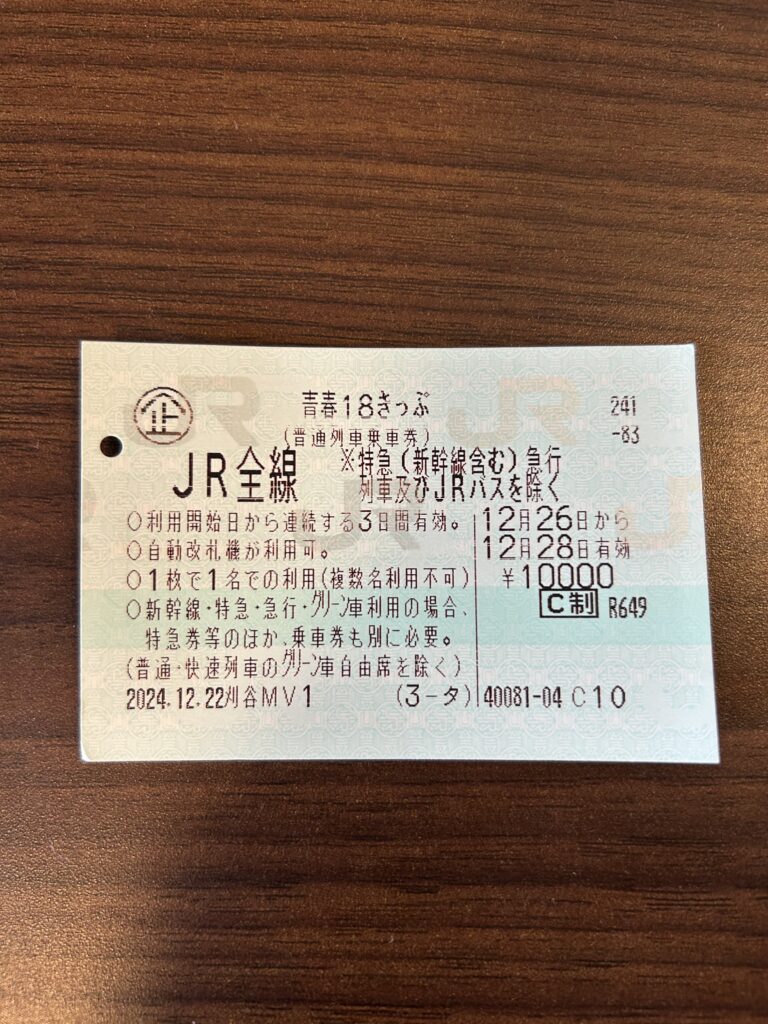 企 青春18きっぷ 241
(普通列車乗車券) -83
JR全線 ※特急(新幹線含む)急行
列車及びJRバスを除く
○利用開始日から連続する3日間有効。 12月26日から
○自動改札機が利用可。 12月28日有効
○1枚で1名での利用(複数名利用不可) ¥10000
○新幹線・特急・急行・グリーン車利用の場合、 C制 R649
特急券等のほか、乗車券も別に必要。
(普通・快速列車のグリーン車自由席を除く)
2024.12.22刈谷MV1 (3-タ) 40081-04 C10
JR JR JR J